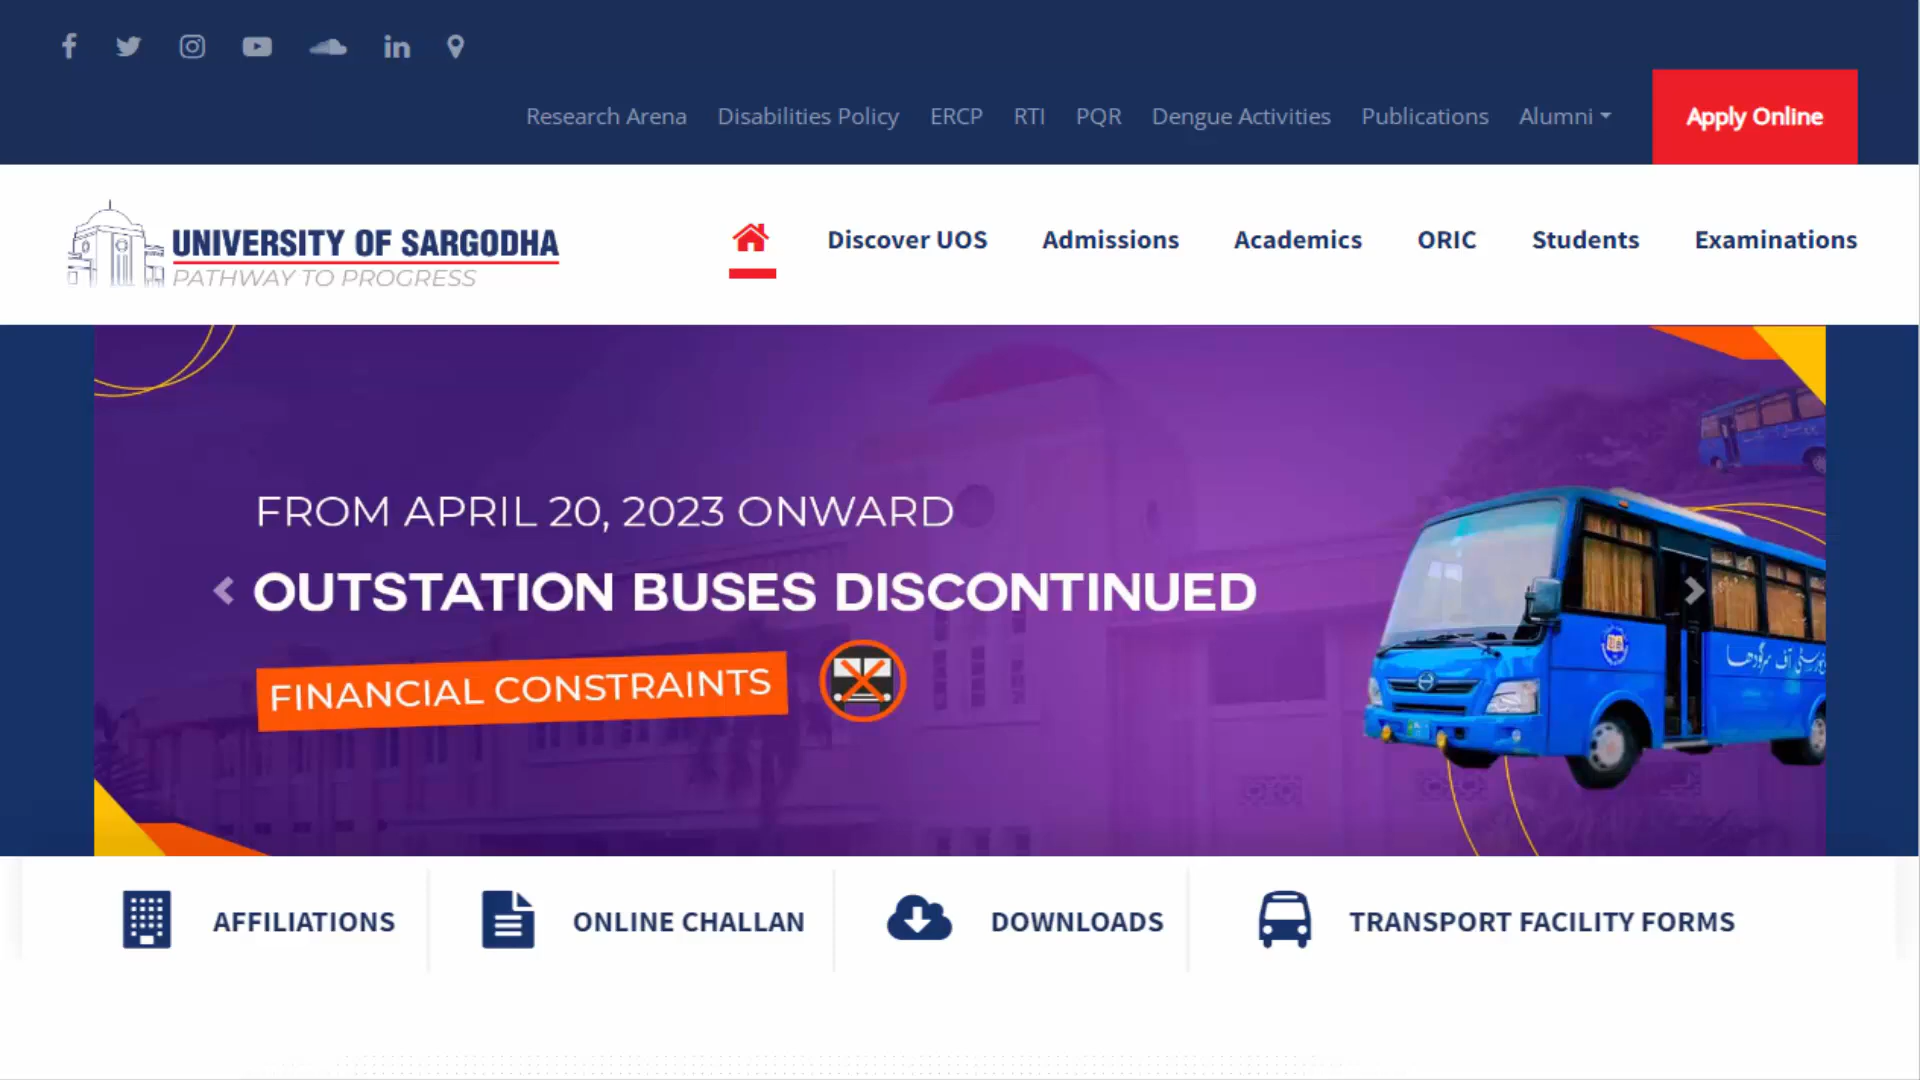 Research Arena Disabilities Policy ERCP RTI PQR Dengue Activities Publications Alumni Apply Online
UNIVERSITY OF SARGODHA
PATHWAY TO PROGRESS
Discover UOS Admissions Academics ORIC Students Examinations
FROM APRIL 20, 2023 ONWARD
OUTSTATION BUSES DISCONTINUED
FINANCIAL CONSTRAINTS
AFFILIATIONS ONLINE CHALLAN DOWNLOADS TRANSPORT FACILITY FORMS